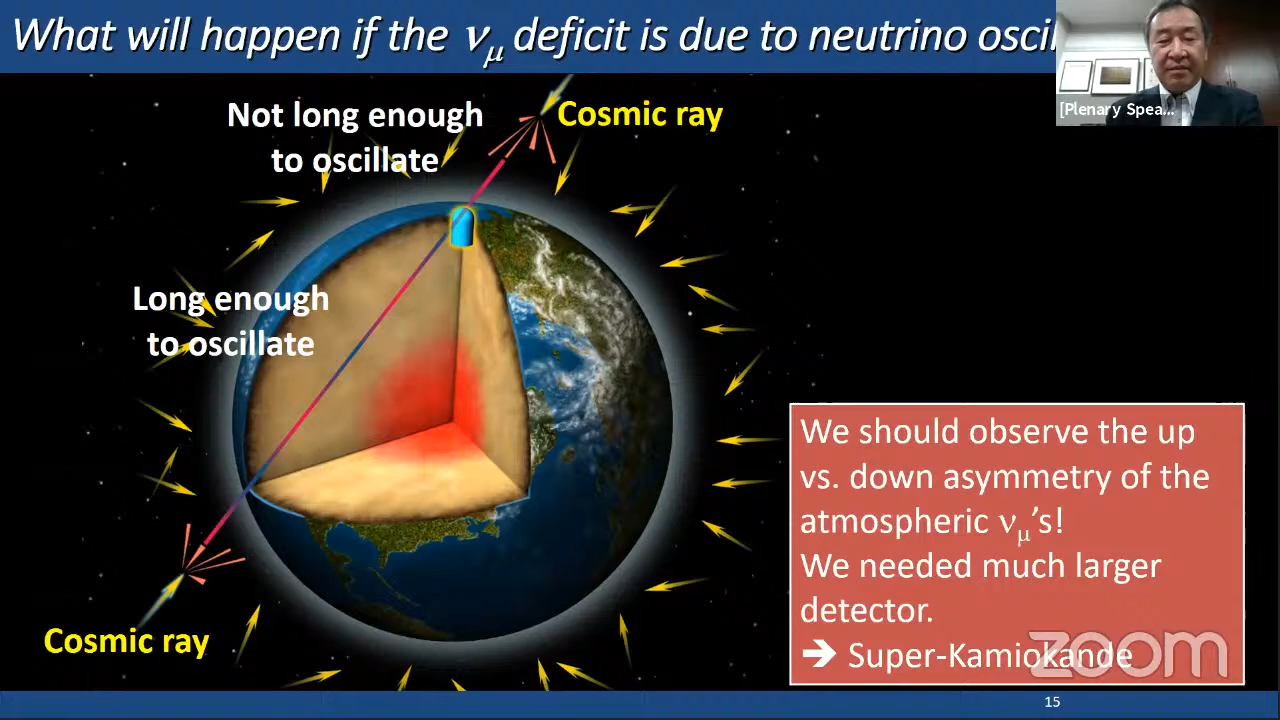 What will happen if the νμ deficit is due to neutrino oscil
[Plenary Spea...
Not long enough
to oscillate
Cosmic ray
Long enough
to oscillate
We should observe the up
vs. down asymmetry of the
atmospheric νμ's!
We needed much larger
detector.
➔ Super-Kamiokande
Cosmic ray
zoom
15